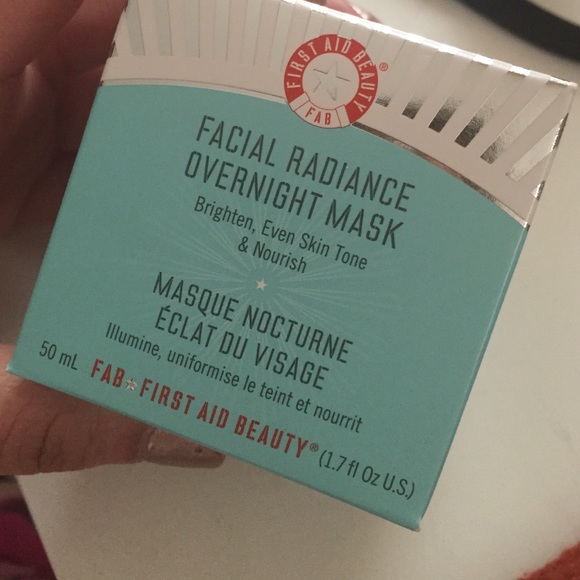 FIRST AID BEAUTY
®
FAB
FACIAL RADIANCE
OVERNIGHT MASK
Brighten, Even Skin Tone
& Nourish
MASQUE NOCTURNE
ÉCLAT DU VISAGE
Illumine, uniformise le teint et nourrit
50 mL FAB FIRST AID BEAUTY® (1.7 fl Oz U.S.)